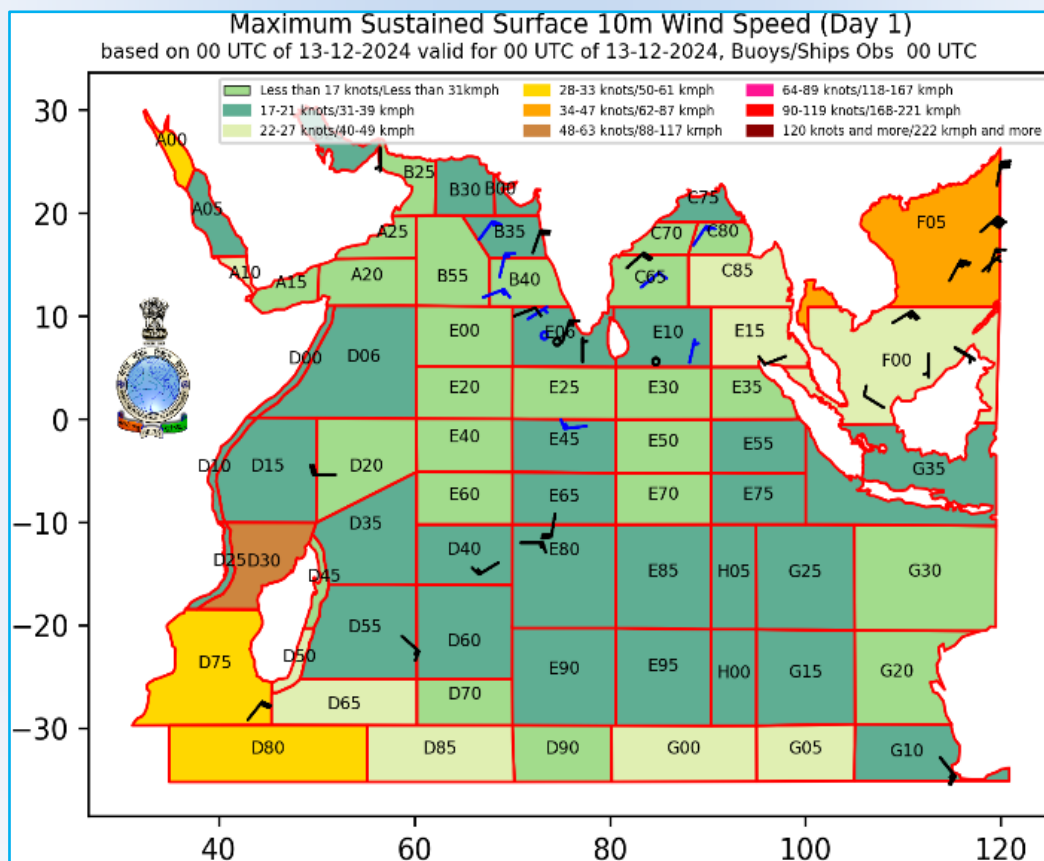 Maximum Sustained Surface 10m Wind Speed (Day 1)
based on 00 UTC of 13-12-2024 valid for 00 UTC of 13-12-2024, Buoys/Ships Obs 00 UTC
Less than 17 knots/Less than 31kmph 28-33 knots/50-61 kmph 64-89 knots/118-167 kmph
17-21 knots/31-39 kmph 34-47 knots/62-87 kmph 90-119 knots/168-221 kmph
22-27 knots/40-49 kmph 48-63 knots/88-117 kmph 120 knots and more/222 kmph and more
30
A00
B25 B30 B00 C75
20 A05 F05
A25 B35 C70 C80
A10 A15 A20 B55 B40 C65 C85
10
D00 D06 E00 E06 E10 E15 F00
E20 E25 E30 E35
0
D10 D15 D20 E40 E45 E50 E55 G35
E60 E65 E70 E75
−10
D25 D30 D35 D40 E80 E85 H05 G25 G30
D45
−20
D55 D60
D75 D50 E90 E95 H00 G15 G20
D65 D70
−30
D80 D85 D90 G00 G05 G10
40 60 80 100 120